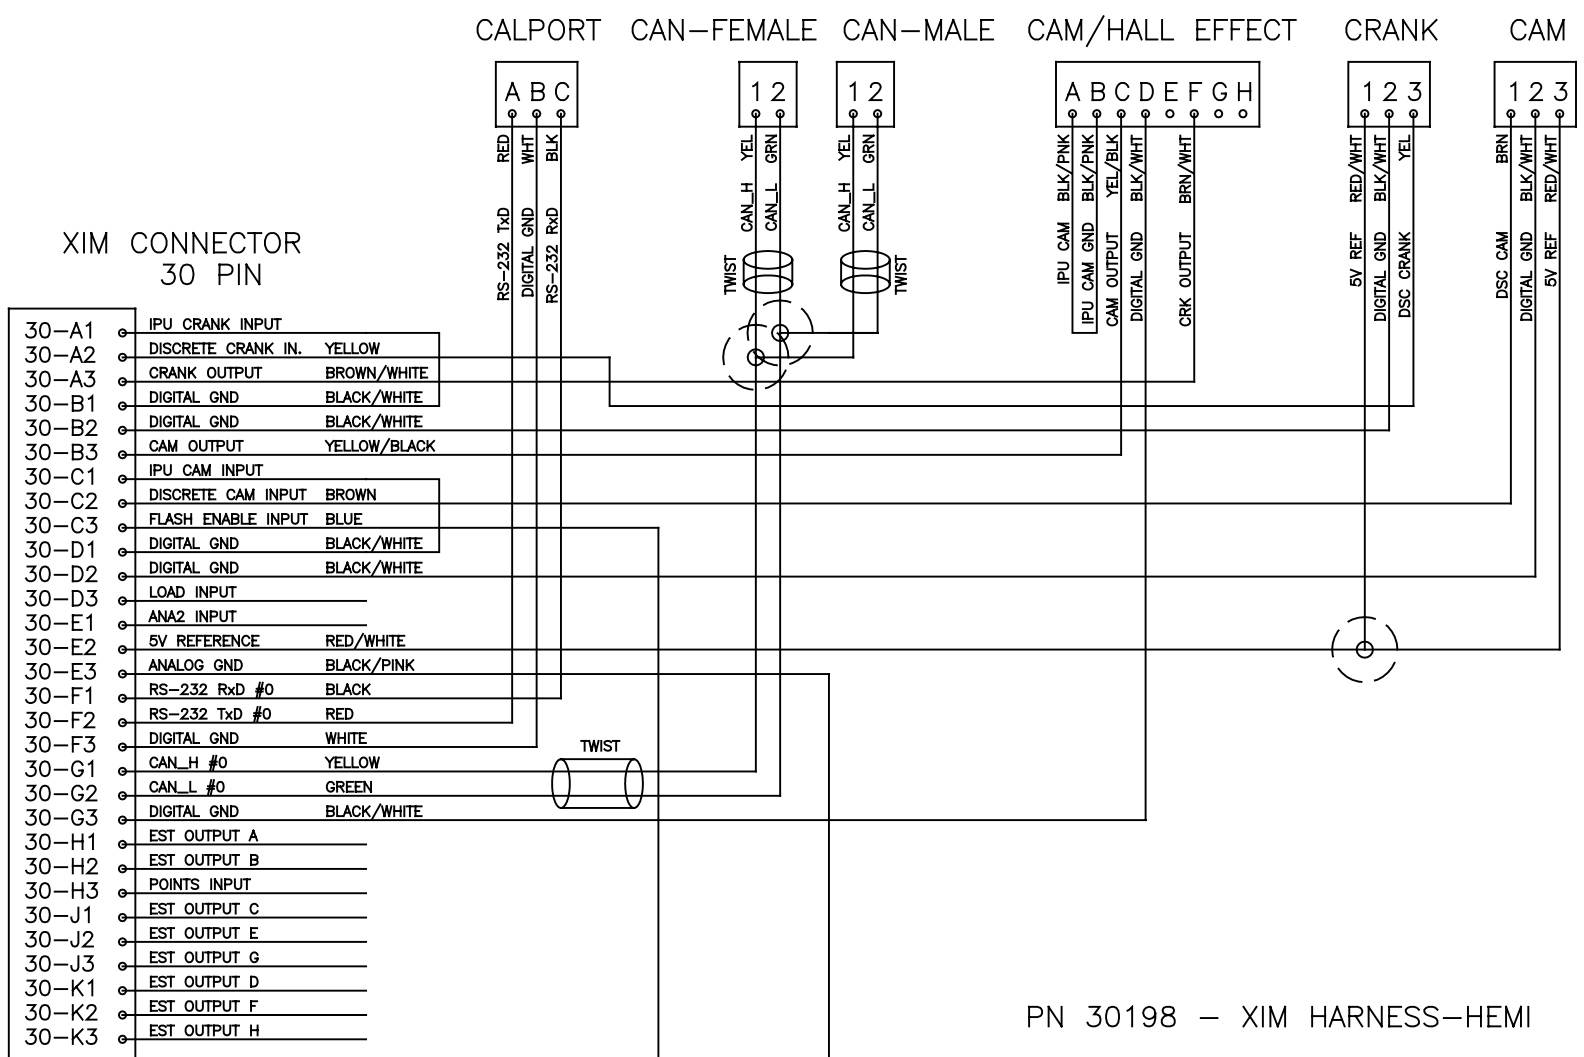 CALPORT CAN-FEMALE CAN-MALE CAM/HALL EFFECT CRANK CAM
A B C 1 2 1 2 A B C D E F G H 1 2 3 1 2 3
RED WHT BLK YEL GRN YEL GRN BLK/PNK BLK/PNK YEL/BLK BLK/WHT BRN/WHT RED/WHT BLK/WHT YEL BRN BLK/WHT RED/WHT
RS-232 TxD DIGITAL GND RS-232 RxD CAN_H CAN_L CAN_H CAN_L IPU CAM IPU CAM GND CAM OUTPUT DIGITAL GND CRK OUTPUT 5V REF DIGITAL GND DSC CRANK DSC CAM DIGITAL GND 5V REF
TWIST TWIST
XIM CONNECTOR
30 PIN
30-A1 IPU CRANK INPUT
30-A2 DISCRETE CRANK IN. YELLOW
30-A3 CRANK OUTPUT BROWN/WHITE
30-B1 DIGITAL GND BLACK/WHITE
30-B2 DIGITAL GND BLACK/WHITE
30-B3 CAM OUTPUT YELLOW/BLACK
30-C1 IPU CAM INPUT
30-C2 DISCRETE CAM INPUT BROWN
30-C3 FLASH ENABLE INPUT BLUE
30-D1 DIGITAL GND BLACK/WHITE
30-D2 DIGITAL GND BLACK/WHITE
30-D3 LOAD INPUT
30-E1 ANA2 INPUT
30-E2 5V REFERENCE RED/WHITE
30-E3 ANALOG GND BLACK/PINK
30-F1 RS-232 RxD #0 BLACK
30-F2 RS-232 TxD #0 RED
30-F3 DIGITAL GND WHITE
TWIST
30-G1 CAN_H #0 YELLOW
30-G2 CAN_L #0 GREEN
30-G3 DIGITAL GND BLACK/WHITE
30-H1 EST OUTPUT A
30-H2 EST OUTPUT B
30-H3 POINTS INPUT
30-J1 EST OUTPUT C
30-J2 EST OUTPUT E
30-J3 EST OUTPUT G
30-K1 EST OUTPUT D
30-K2 EST OUTPUT F
30-K3 EST OUTPUT H
PN 30198 - XIM HARNESS-HEMI